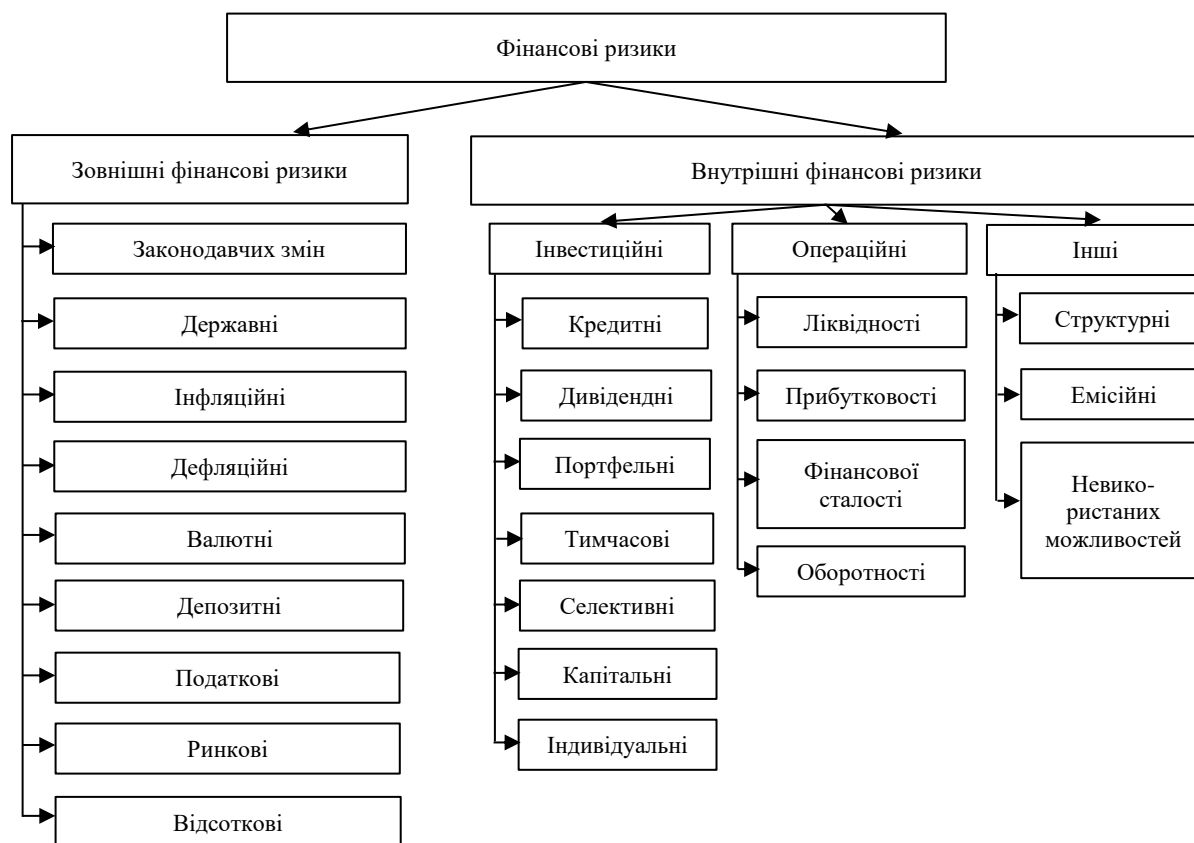 Фінансові ризики
Зовнішні фінансові ризики
Законодавчих змін
Державні
Інфляційні
Дефляційні
Валютні
Депозитні
Податкові
Ринкові
Відсоткові
Внутрішні фінансові ризики
Інвестиційні
Кредитні
Дивідендні
Портфельні
Тимчасові
Селективні
Капітальні
Індивідуальні
Операційні
Ліквідності
Прибутковості
Фінансової
сталості
Оборотності
Інші
Структурні
Емісійні
Невико-
ристаних
можливостей